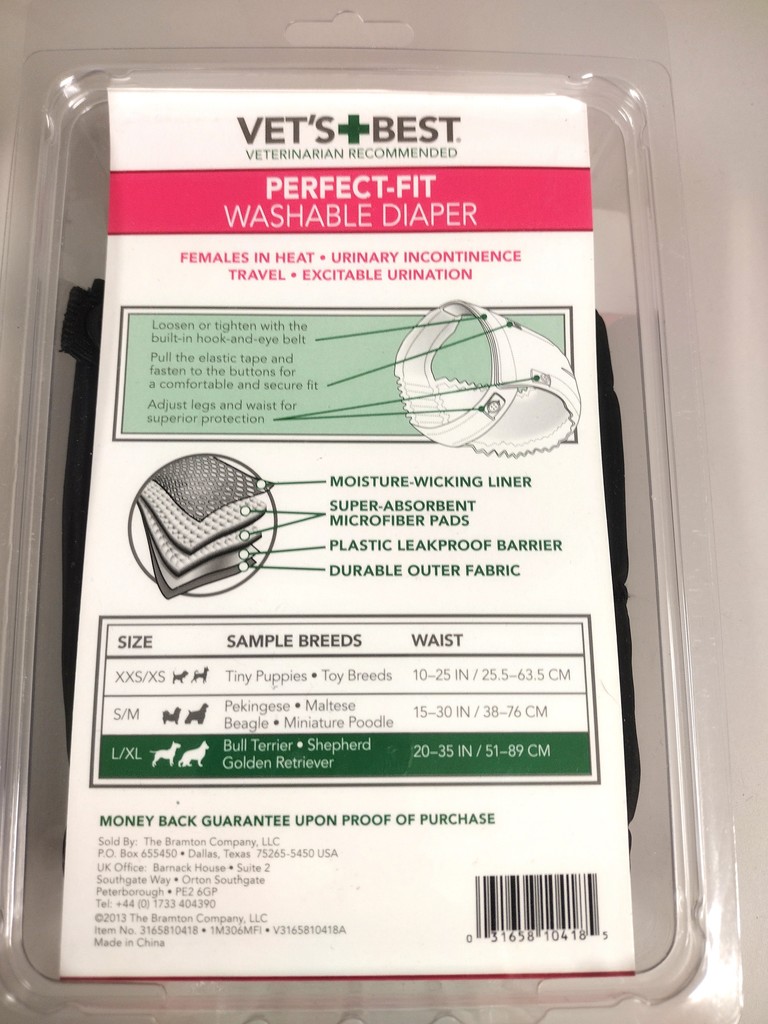 VET'S+BEST®
VETERINARIAN RECOMMENDED
PERFECT-FIT
WASHABLE DIAPER
FEMALES IN HEAT • URINARY INCONTINENCE
TRAVEL • EXCITABLE URINATION
Loosen or tighten with the
built-in hook-and-eye belt
Pull the elastic tape and
fasten to the buttons for
a comfortable and secure fit
Adjust legs and waist for
superior protection
MOISTURE-WICKING LINER
SUPER-ABSORBENT
MICROFIBER PADS
PLASTIC LEAKPROOF BARRIER
DURABLE OUTER FABRIC
SIZE SAMPLE BREEDS WAIST
XXS/XS Tiny Puppies • Toy Breeds 10–25 IN / 25.5–63.5 CM
S/M Pekingese • Maltese
Beagle • Miniature Poodle 15–30 IN / 38–76 CM
L/XL Bull Terrier • Shepherd
Golden Retriever 20–35 IN / 51–89 CM
MONEY BACK GUARANTEE UPON PROOF OF PURCHASE
Sold By: The Bramton Company, LLC
P.O. Box 655450 • Dallas, Texas 75265-5450 USA
UK Office: Barnack House • Suite 2
Southgate Way • Orton Southgate
Peterborough • PE2 6GP
Tel: +44 (0) 1733 404390
©2013 The Bramton Company, LLC
Item No. 3165810418 • 1M306MFI • V3165810418A
Made in China
0 31658 10418 5